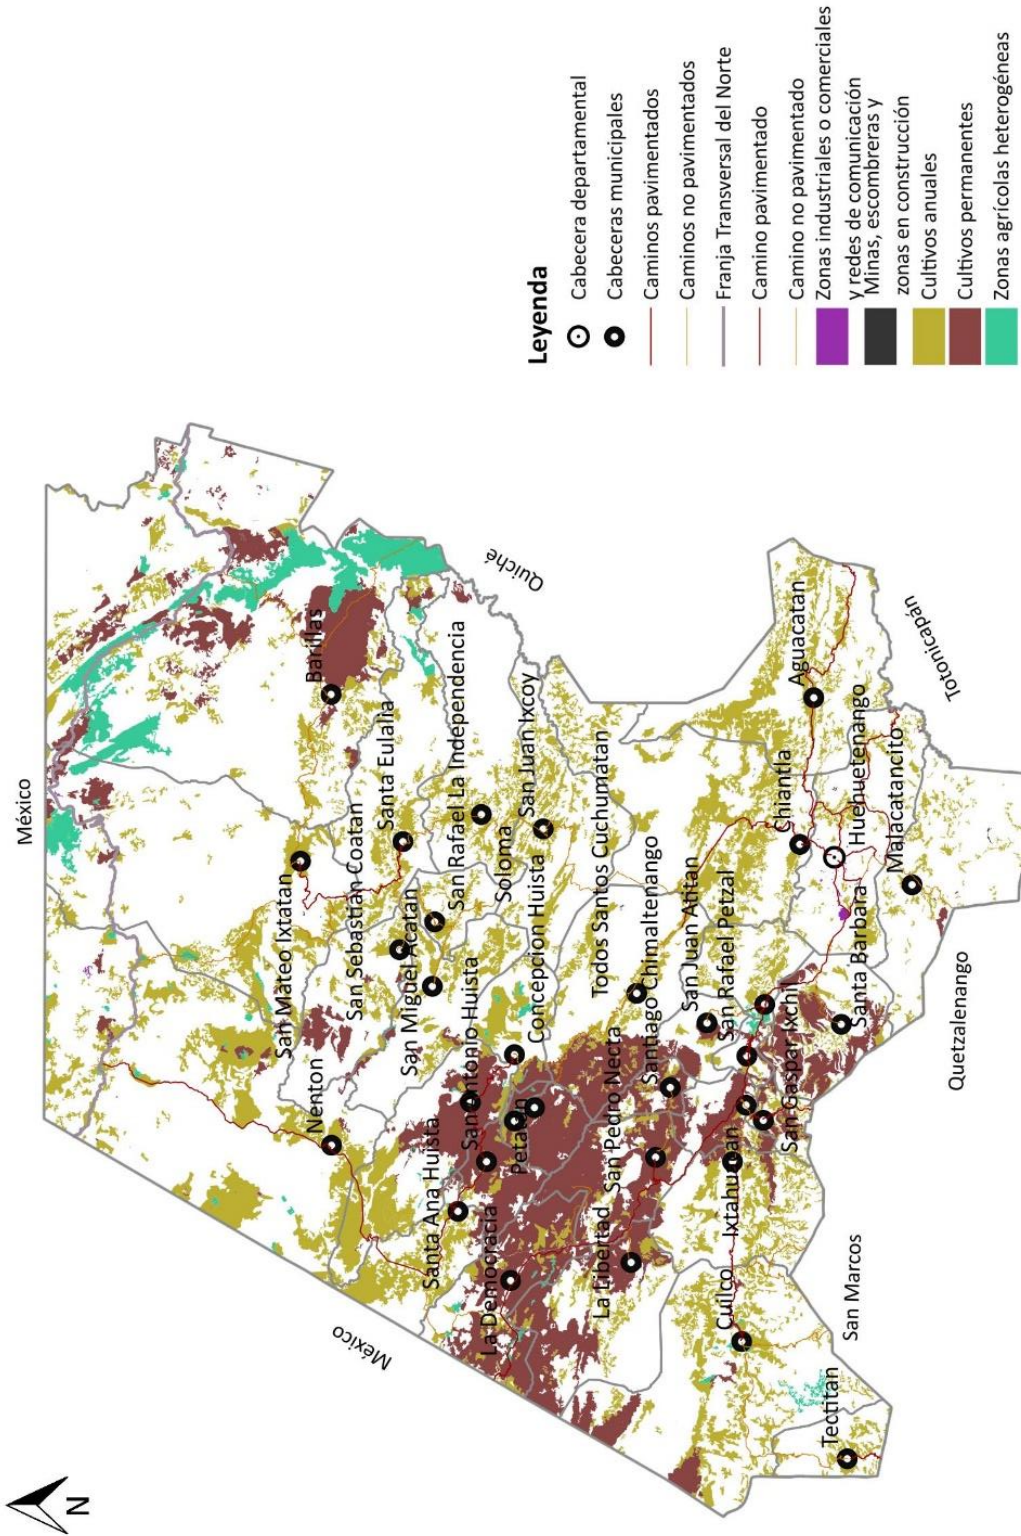 N
México
México
Quiché
Totonicapán
Quetzalenango
San Marcos
Barillas
San Mateo Ixtatan
Santa Eulalia
San Sebastian Coatan
Nenton
San Rafael La Independencia
San Miguel Acatan
Soloma
San Juan Ixcoy
Santa Ana Huista
San Antonio Huista
Concepcion Huista
Petatan
La Democracia
Todos Santos Cuchumatan
Santiago Chimaltenango
San Pedro Necta
La Libertad
San Juan Atitan
San Rafael Petzal
Chiantla
Aguacatan
Huehuetenango
Malacatancito
Santa Barbara
San Gaspar Ixchil
Ixtahuacan
Cuilco
Tectitan
Leyenda
Cabecera departamental
Cabeceras municipales
Caminos pavimentados
Caminos no pavimentados
Franja Transversal del Norte
Camino pavimentado
Camino no pavimentado
Zonas industriales o comerciales
y redes de comunicación
Minas, escombreras y
zonas en construcción
Cultivos anuales
Cultivos permanentes
Zonas agrícolas heterogéneas